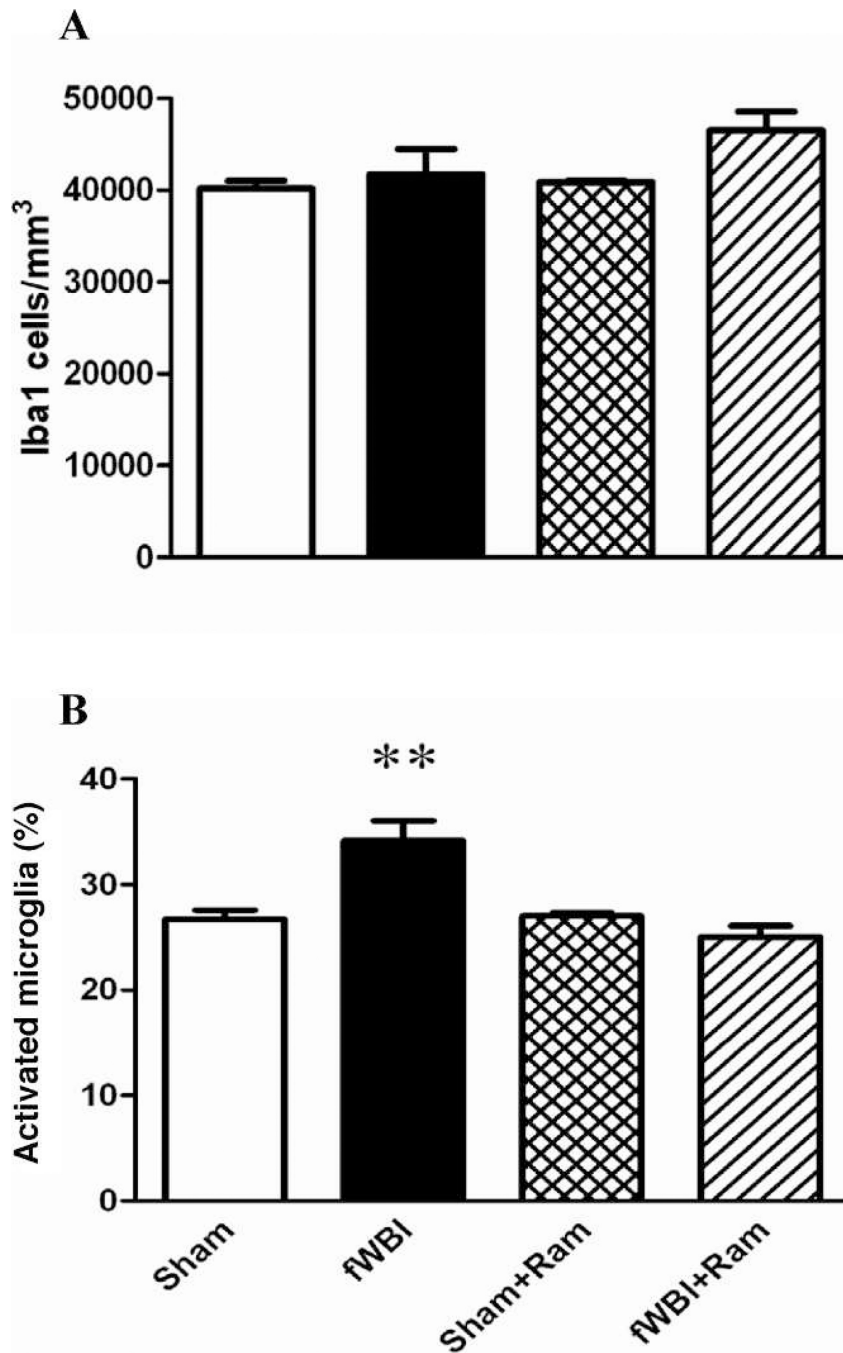 A
Iba1 cells/mm³
50000
40000
30000
20000
10000
0
B
**
Activated microglia (%)
40
30
20
10
0
Sham
fWBI
Sham+Ram
fWBI+Ram